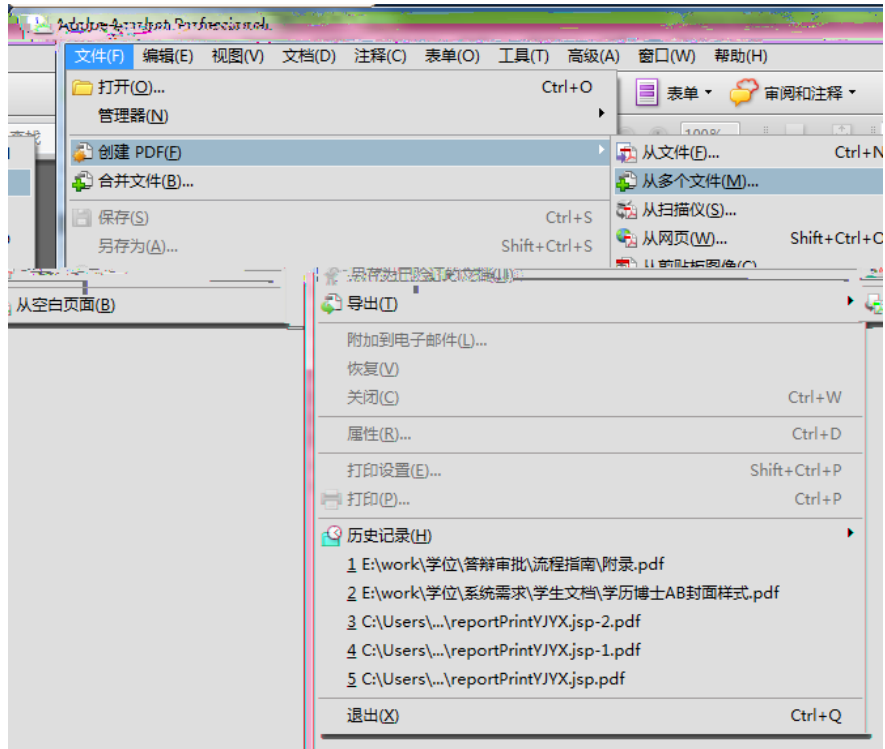 文件(F) 编辑(E) 视图(V) 文档(D) 注释(C) 表单(O) 工具(T) 高级(A) 窗口(W) 帮助(H)
打开(O)... Ctrl+O
表单 审阅和注释
管理器(N)
100%
创建 PDF(F)
从文件(F)... Ctrl+N
合并文件(B)...
从多个文件(M)...
保存(S) Ctrl+S
从扫描仪(S)...
另存为(A)... Shift+Ctrl+S
从网页(W)... Shift+Ctrl+O
从剪贴板图像(C)
从空白页面(B)
导出(T)
附加到电子邮件(L)...
恢复(V)
关闭(C) Ctrl+W
属性(R)... Ctrl+D
打印设置(E)... Shift+Ctrl+P
打印(P)... Ctrl+P
历史记录(H)
1 E:\work\学位\答辩审批\流程指南\附录.pdf
2 E:\work\学位\系统需求\学生文档\学历博士AB封面样式.pdf
3 C:\Users\...\reportPrintYJYX.jsp-2.pdf
4 C:\Users\...\reportPrintYJYX.jsp-1.pdf
5 C:\Users\...\reportPrintYJYX.jsp.pdf
退出(X) Ctrl+Q